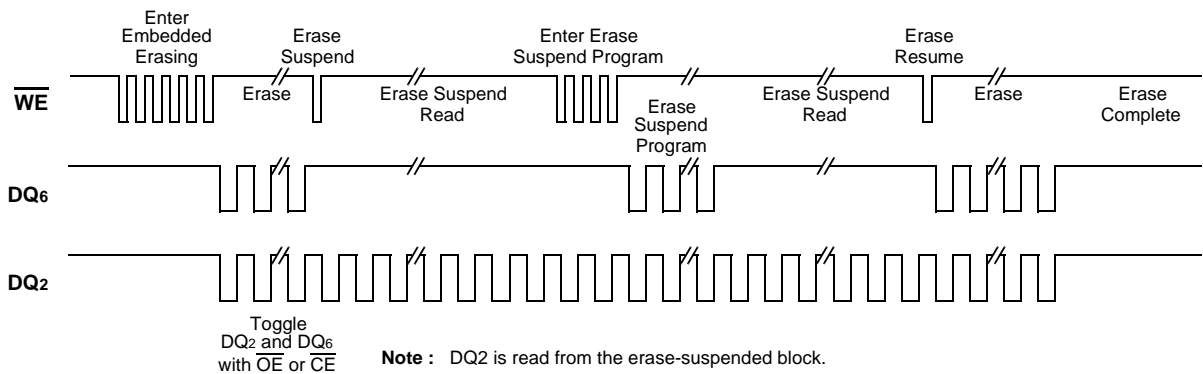 Enter
Embedded
Erasing
Erase
Suspend
Enter Erase
Suspend Program
Erase
Resume
WE
Erase
Erase Suspend
Read
Erase
Suspend
Program
Erase Suspend
Read
Erase
Erase
Complete
DQ6
DQ2
Toggle
DQ2 and DQ6
with OE or CE
Note : DQ2 is read from the erase-suspended block.